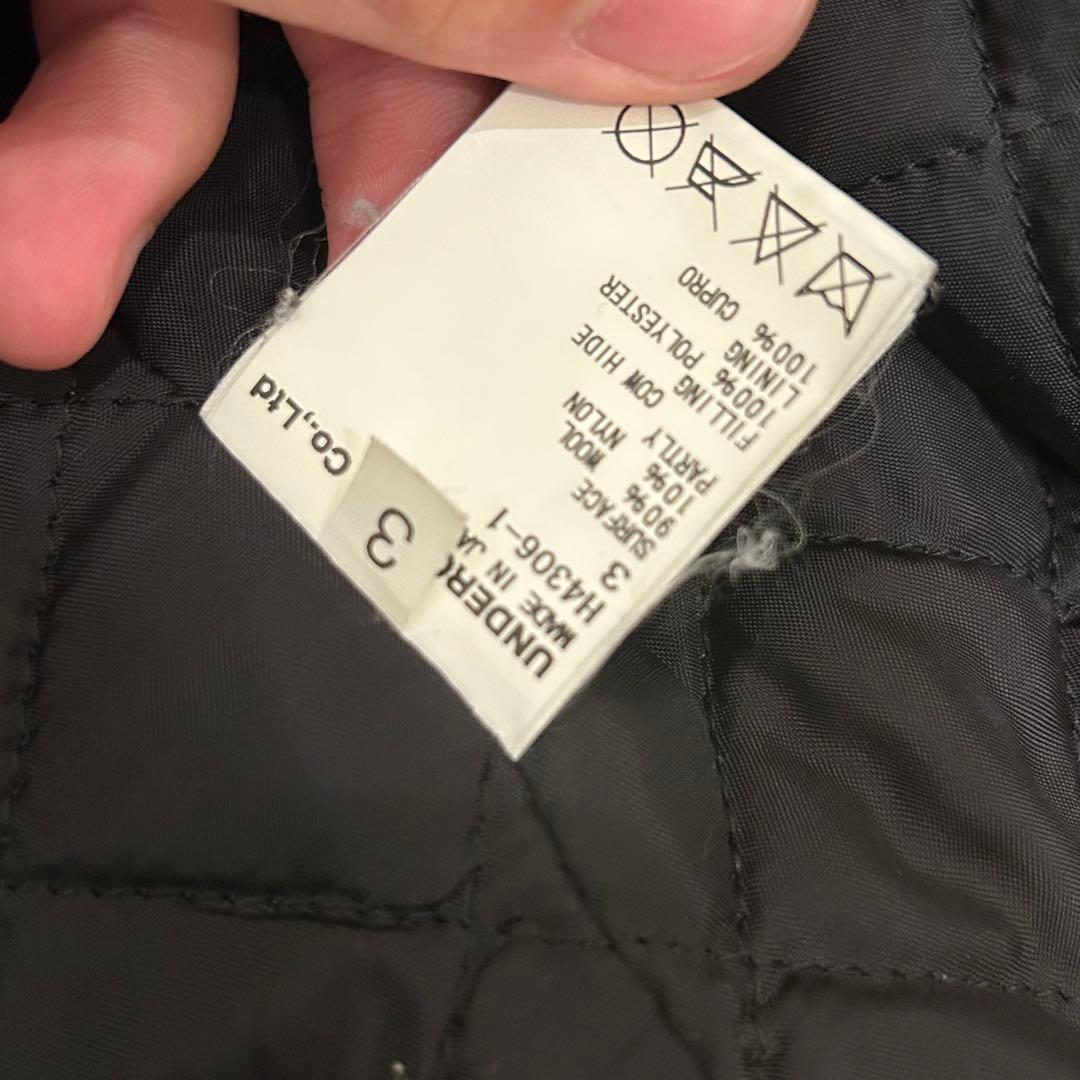 UNDER Co.,Ltd
MADE IN JA
H4306-1
3
SURFACE
90% WOOL
10% NYLON
PARTLY COW HIDE
FILLING
100% POLYESTER
LINING
100% CUPRO
3